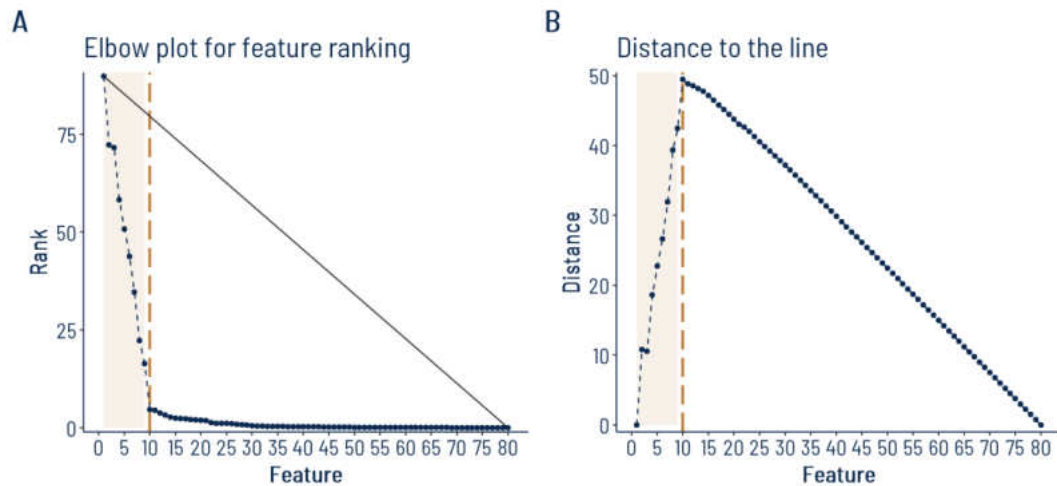 A
Elbow plot for feature ranking
75
50
25
0
Rank
0 5 10 15 20 25 30 35 40 45 50 55 60 65 70 75 80
Feature
B
Distance to the line
50
40
30
20
10
0
Distance
0 5 10 15 20 25 30 35 40 45 50 55 60 65 70 75 80
Feature